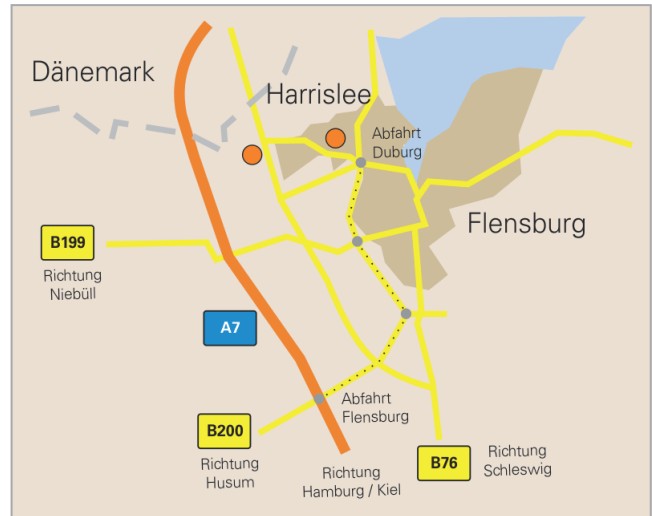 Dänemark
Harrislee
Abfahrt
Duburg
Flensburg
B199
Richtung
Niebüll
A7
Abfahrt
Flensburg
B200
Richtung
Husum
Richtung
Hamburg / Kiel
B76
Richtung
Schleswig